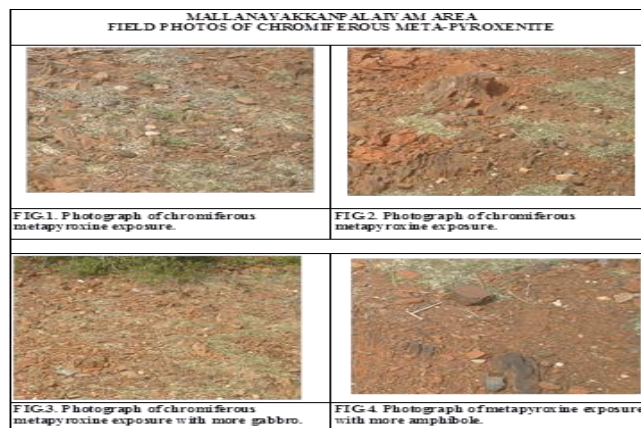 MALLANAYAKKANPALAIYAM AREA
FIELD PHOTOS OF CHROMIFEROUS META-PYROXENITE
FIG-1. Photograph of chromiferous
metapyroxine exposure.
FIG-2. Photograph of chromiferous
metapyroxine exposure.
FIG-3. Photograph of chromiferous
metapyroxine exposure with more gabbro.
FIG-4. Photograph of metapyroxine exposure
with more amphibole.